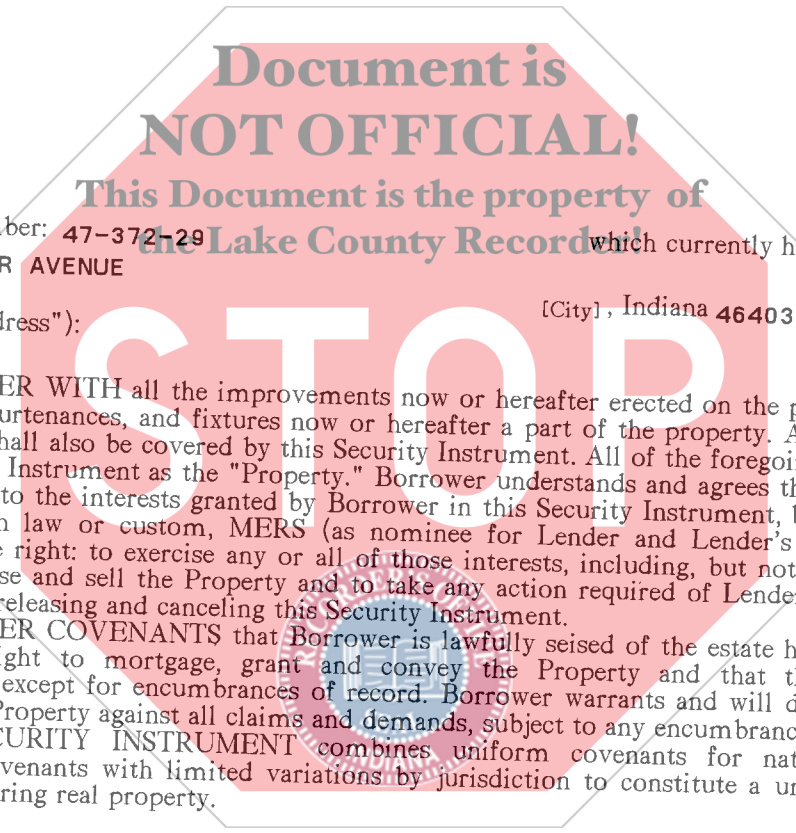 Document is
NOT OFFICIAL!
This Document is the property of
the Lake County Recorder!
ber: 47-372-29 which currently h
R AVENUE
[City], Indiana 46403
dress"):
STOP
ER WITH all the improvements now or hereafter erected on the p
urtenances, and fixtures now or hereafter a part of the property. A
hall also be covered by this Security Instrument. All of the foregoi
Instrument as the "Property." Borrower understands and agrees th
to the interests granted by Borrower in this Security Instrument, b
n law or custom, MERS (as nominee for Lender and Lender's
e right: to exercise any or all of those interests, including, but not
se and sell the Property and to take any action required of Lende
releasing and canceling this Security Instrument.
ER COVENANTS that Borrower is lawfully seised of the estate h
ight to mortgage, grant and convey the Property and that t
except for encumbrances of record. Borrower warrants and will d
Property against all claims and demands, subject to any encumbranc
CURITY INSTRUMENT combines uniform covenants for nat
venants with limited variations by jurisdiction to constitute a u
ring real property.
RECORDER'S OF
INDIANA